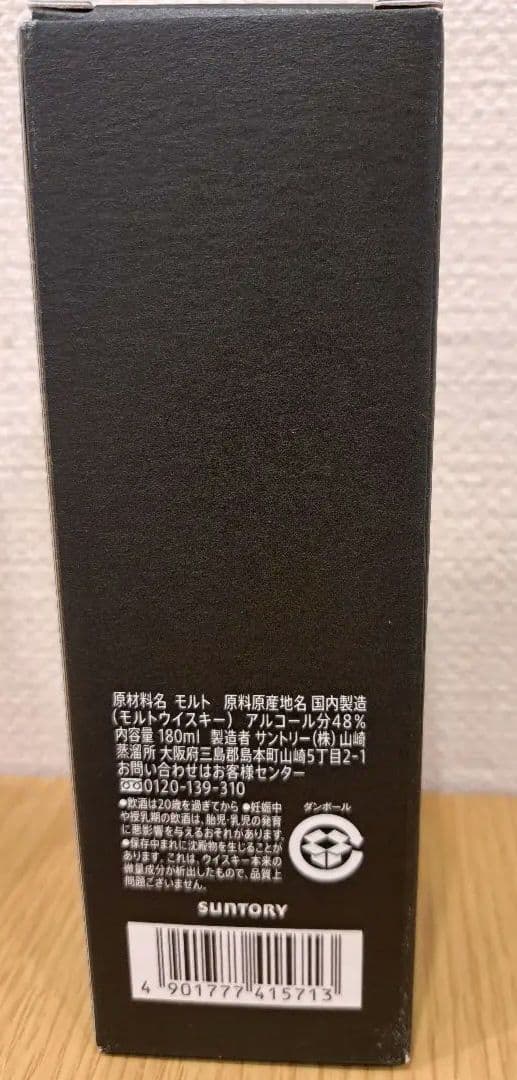 原材料名 モルト 原料原産地名 国内製造
(モルトウイスキー) アルコール分48%
内容量 180ml 製造者 サントリー(株)山崎
蒸溜所 大阪府三島郡島本町山崎5丁目2-1
お問い合わせはお客様センター
0120-139-310
●飲酒は20歳を過ぎてから ●妊娠中
や授乳期の飲酒は、胎児・乳児の発育
に悪影響を与えるおそれがあります。
●保存中まれに沈殿物を生じることが
あります。これは、ウイスキー本来の
微量成分が析出したもので、品質上
問題ございません。
ダンボール
SUNTORY
4 901777 415713